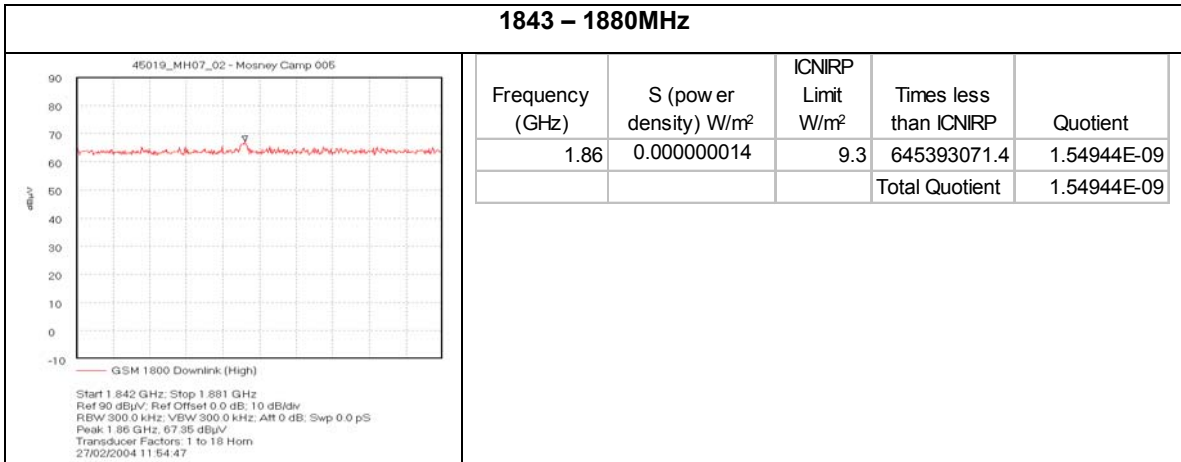 1843 – 1880MHz
45019_MH07_02 - Mosney Camp 005
90
80
70
60
50
40
30
20
10
0
-10
dBµV
GSM 1800 Downlink (High)
Start 1.842 GHz; Stop 1.881 GHz
Ref 90 dBµV; Ref Offset 0.0 dB; 10 dB/div
RBW 300.0 kHz; VBW 300.0 kHz; Att 0 dB; Swp 0.0 pS
Peak 1.86 GHz, 67.35 dBµV
Transducer Factors: 1 to 18 Horn
27/02/2004 11:54:47
Frequency (GHz) S (power density) W/m² ICNIRP Limit W/m² Times less than ICNIRP Quotient
1.86 0.000000014 9.3 645393071.4 1.54944E-09
Total Quotient 1.54944E-09